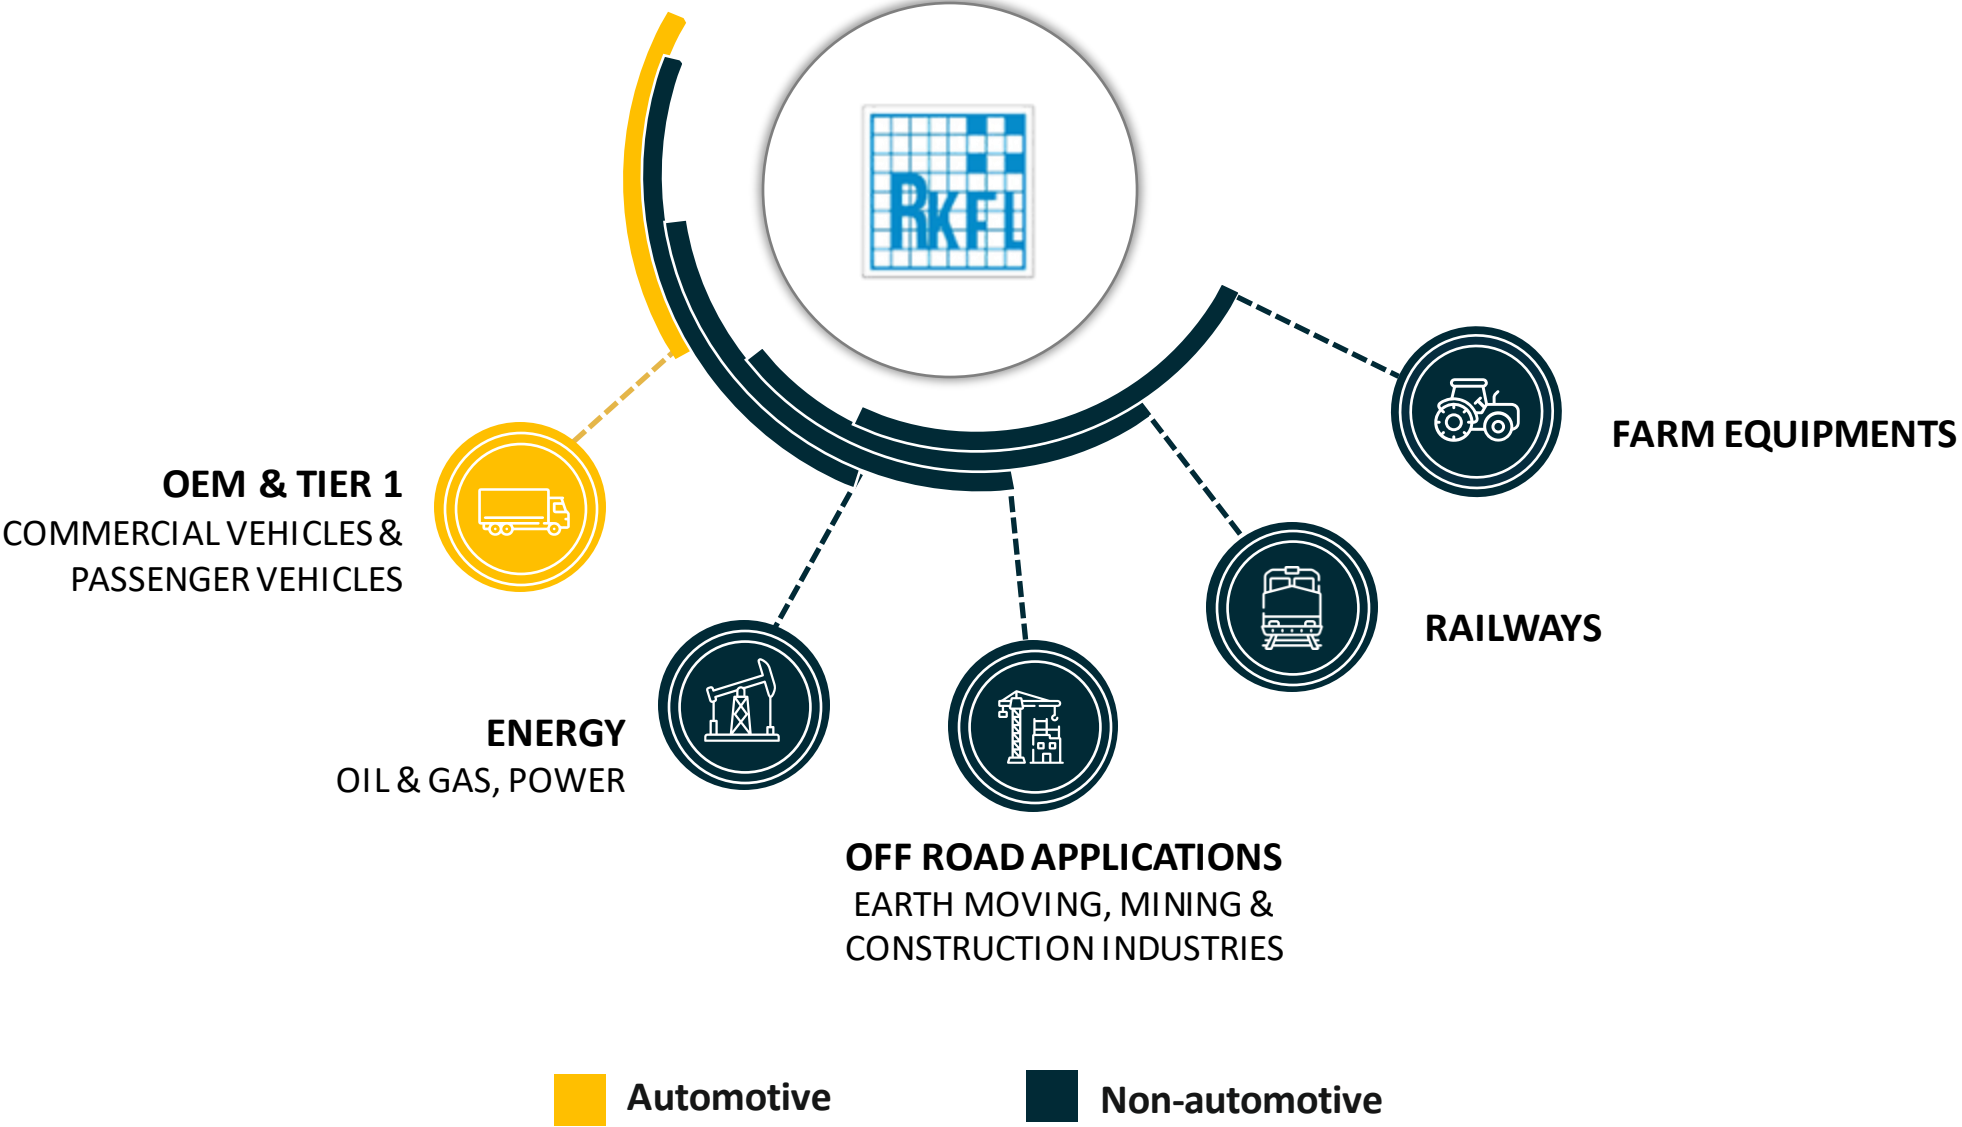 RKFL
FARM EQUIPMENTS
OEM & TIER 1
COMMERCIAL VEHICLES &
PASSENGER VEHICLES
RAILWAYS
ENERGY
OIL & GAS, POWER
OFF ROAD APPLICATIONS
EARTH MOVING, MINING &
CONSTRUCTION INDUSTRIES
Automotive
Non-automotive